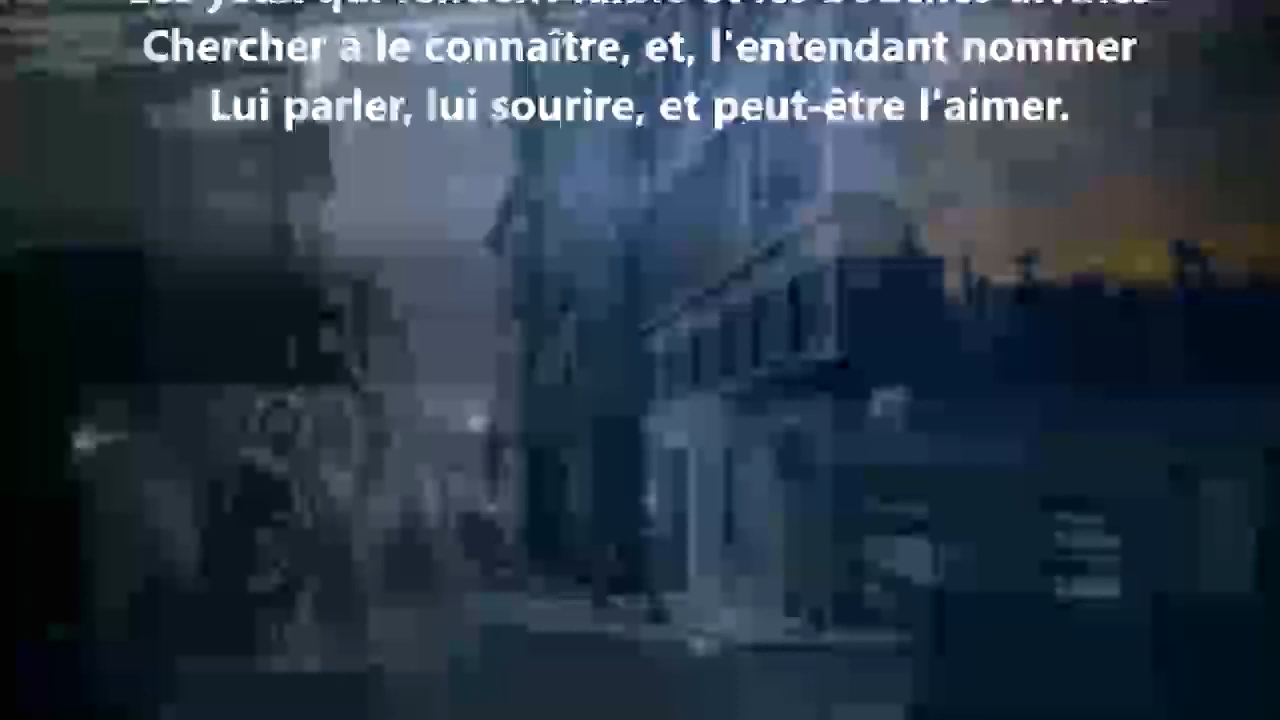 Chercher à le connaître, et, l'entendant nommer
Lui parler, lui sourire, et peut-être l'aimer.